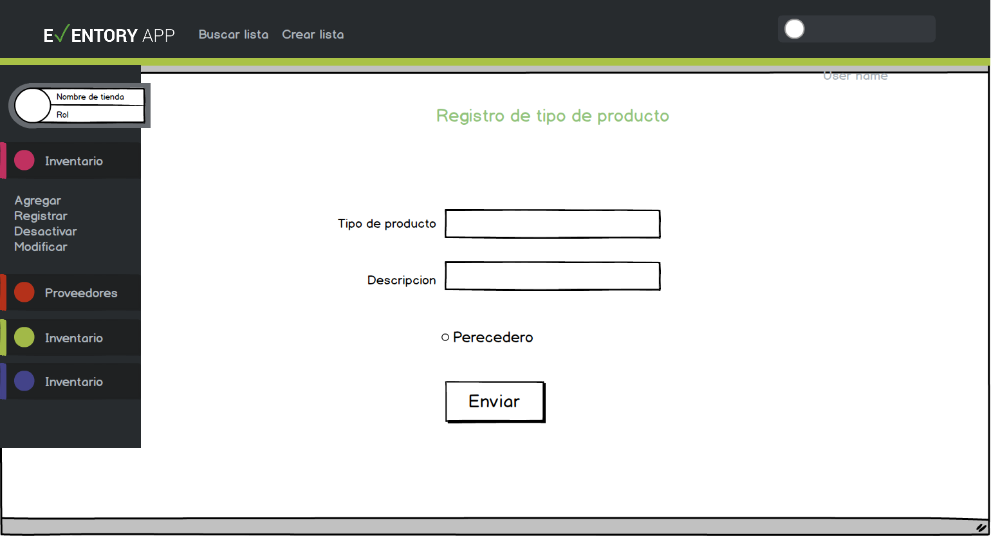 E✓ENTORY APP
Buscar lista
Crear lista
User name
Nombre de tienda
Rol
Inventario
Agregar
Registrar
Desactivar
Modificar
Proveedores
Inventario
Inventario
Registro de tipo de producto
Tipo de producto
Descripcion
Perecedero
Enviar